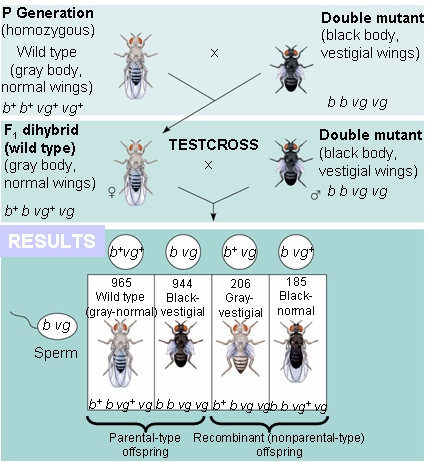 P Generation
(homozygous)
Wild type
(gray body,
normal wings)
b+ b+ vg+ vg+
x
Double mutant
(black body,
vestigial wings)
b b vg vg
F1 dihybrid
(wild type)
(gray body,
normal wings)
♀
b+ b vg+ vg
TESTCROSS
x
Double mutant
(black body,
vestigial wings)
♂
b b vg vg
RESULTS
b+vg+
b vg
b+ vg
b vg+
b vg
Sperm
965
Wild type
(gray-normal)
944
Black-
vestigial
206
Gray-
vestigial
185
Black-
normal
b+ b vg+ vg
b b vg vg
b+ b vg vg
b b vg+ vg
Parental-type
offspring
Recombinant (nonparental-type)
offspring